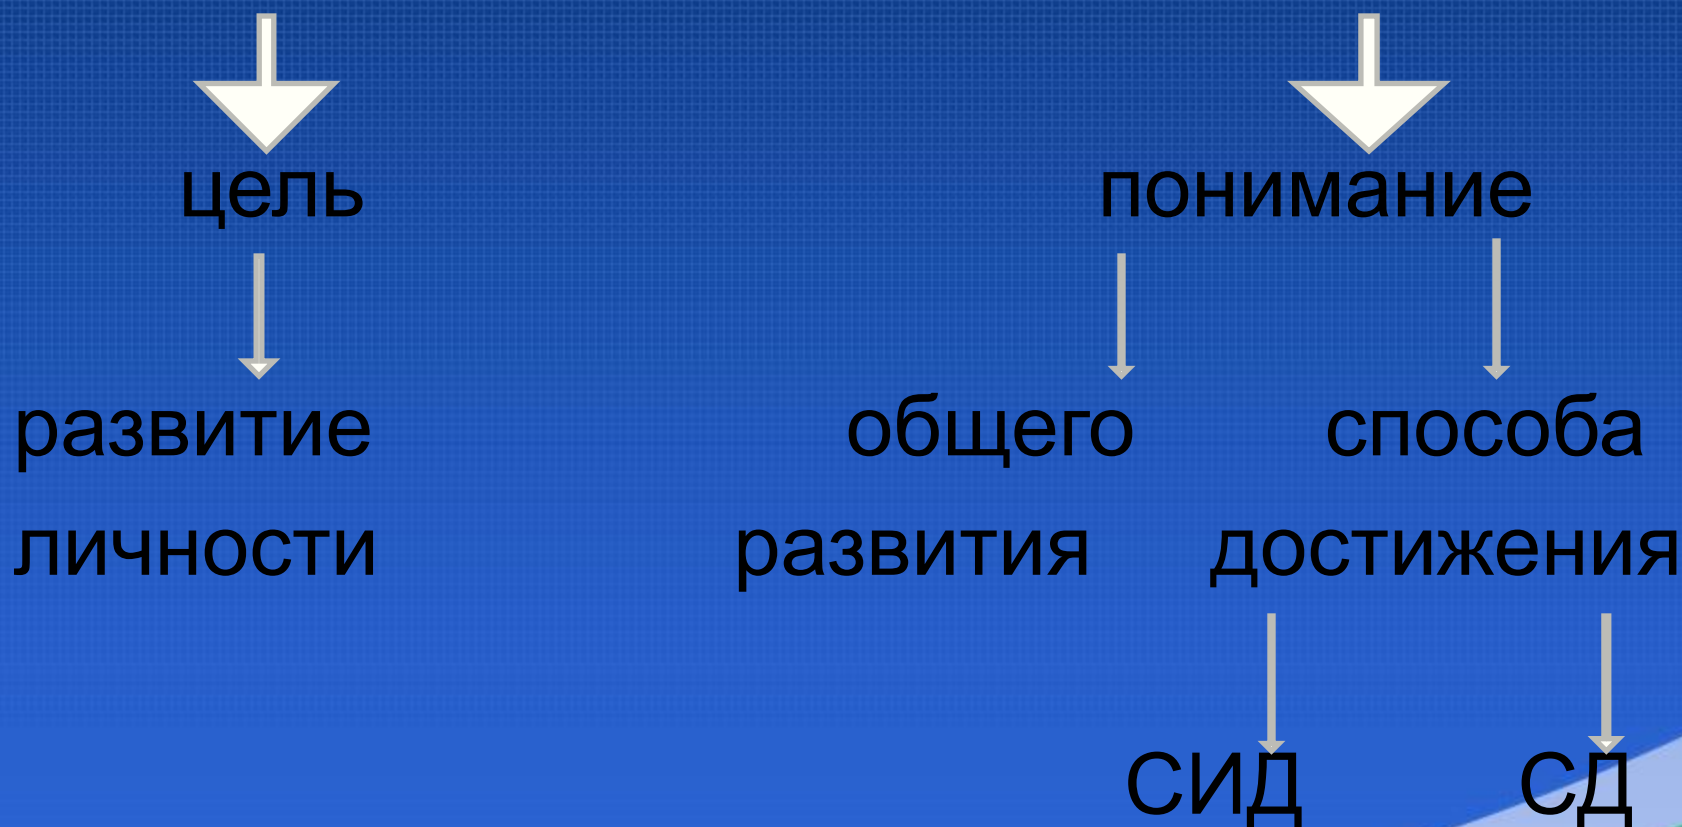 цель понимание
развитие общего способа
личности развития достижения
СИД СД